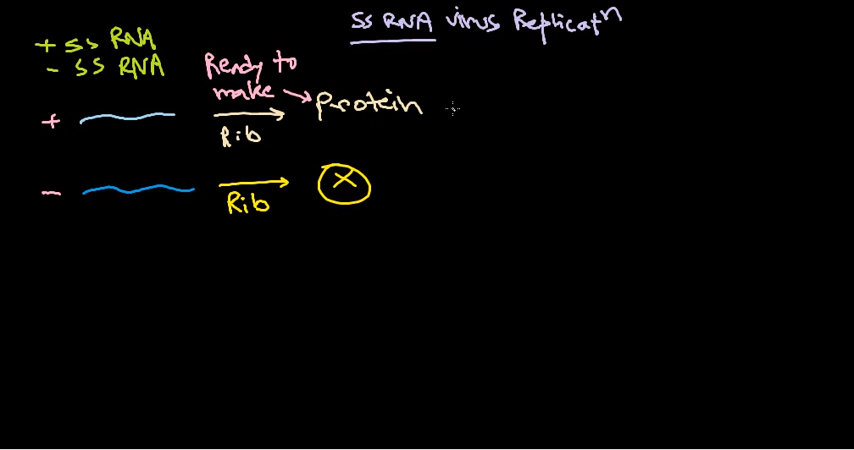 ss RNA virus Replicatn
+ ss RNA
- ss RNA
Ready to
make → Protein
+
Rib
-
Rib
X